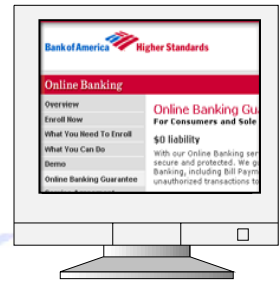 Bank of America Higher Standards
Online Banking
Overview
Enroll Now
What You Need To Enroll
What You Can Do
Demo
Online Banking Guarantee
Online Banking Gu
For Consumers and Sole
$0 liability
With our Online Banking ser
secure and protected. We g
Banking, including Bill Paym
unauthorized transactions to